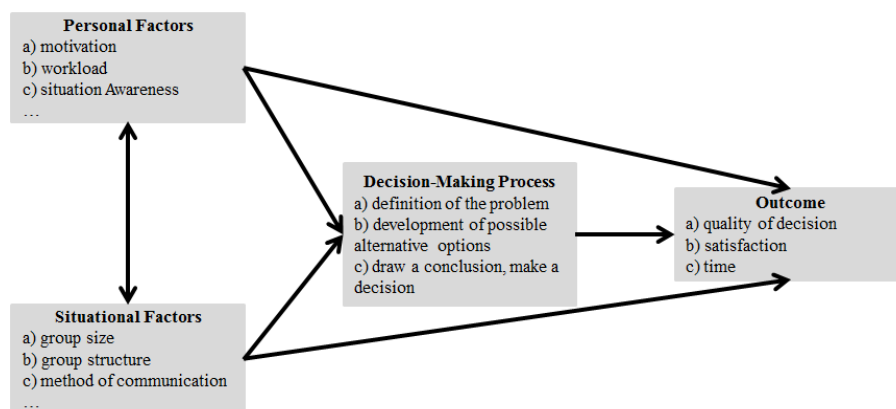 Personal Factors
a) motivation
b) workload
c) situation Awareness
…
Decision-Making Process
a) definition of the problem
b) development of possible
alternative options
c) draw a conclusion, make a
decision
Outcome
a) quality of decision
b) satisfaction
c) time
Situational Factors
a) group size
b) group structure
c) method of communication
…